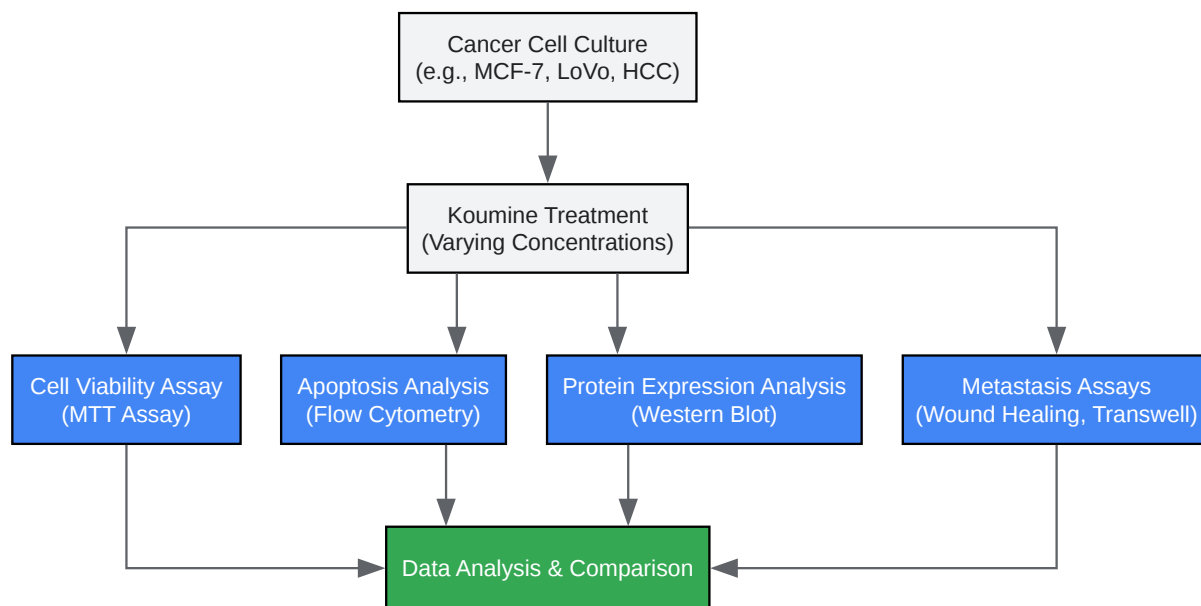 Cancer Cell Culture
(e.g., MCF-7, LoVo, HCC)
Koumine Treatment
(Varying Concentrations)
Cell Viability Assay
(MTT Assay)
Apoptosis Analysis
(Flow Cytometry)
Protein Expression Analysis
(Western Blot)
Metastasis Assays
(Wound Healing, Transwell)
Data Analysis & Comparison